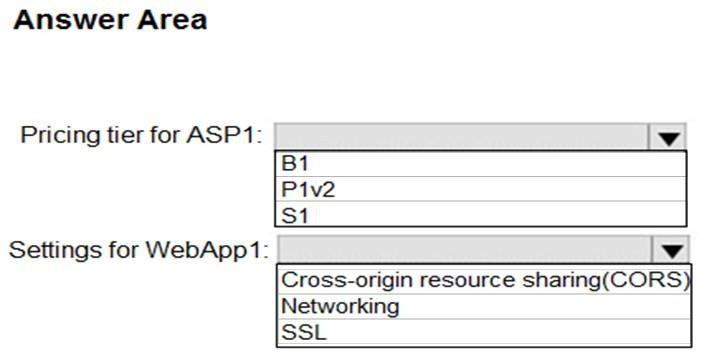 Answer Area
Pricing tier for ASP1:
B1
P1v2
S1
Settings for WebApp1:
Cross-origin resource sharing(CORS)
Networking
SSL